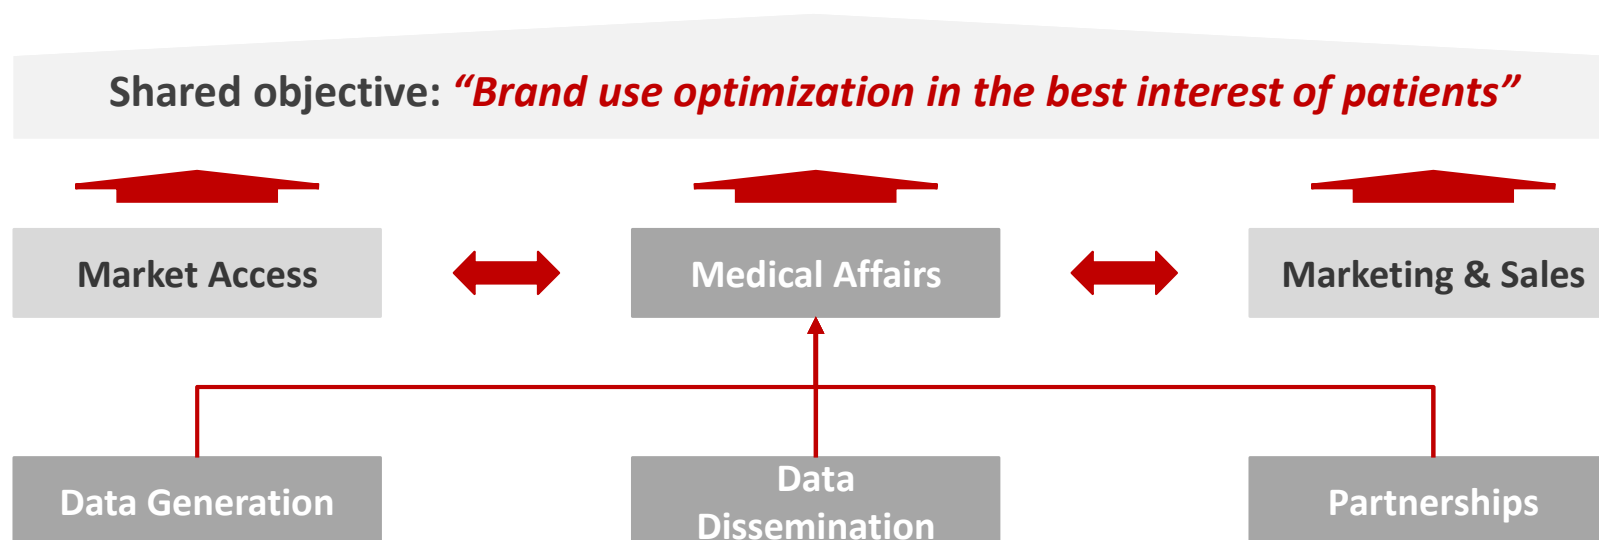 Shared objective: “Brand use optimization in the best interest of patients”
Market Access
Medical Affairs
Marketing & Sales
Data Generation
Data
Dissemination
Partnerships